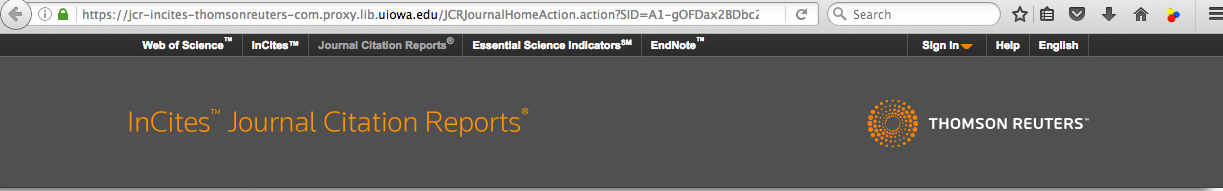 https://jcr-incites-thomsonreuters-com.proxy.lib.uiowa.edu/JCRJournalHomeAction.action?SID=A1-gOFDax2BDbc2
Search
Web of Science™ InCites™ Journal Citation Reports® Essential Science Indicators℠ EndNote™ Sign In Help English
InCites™ Journal Citation Reports®
THOMSON REUTERS™